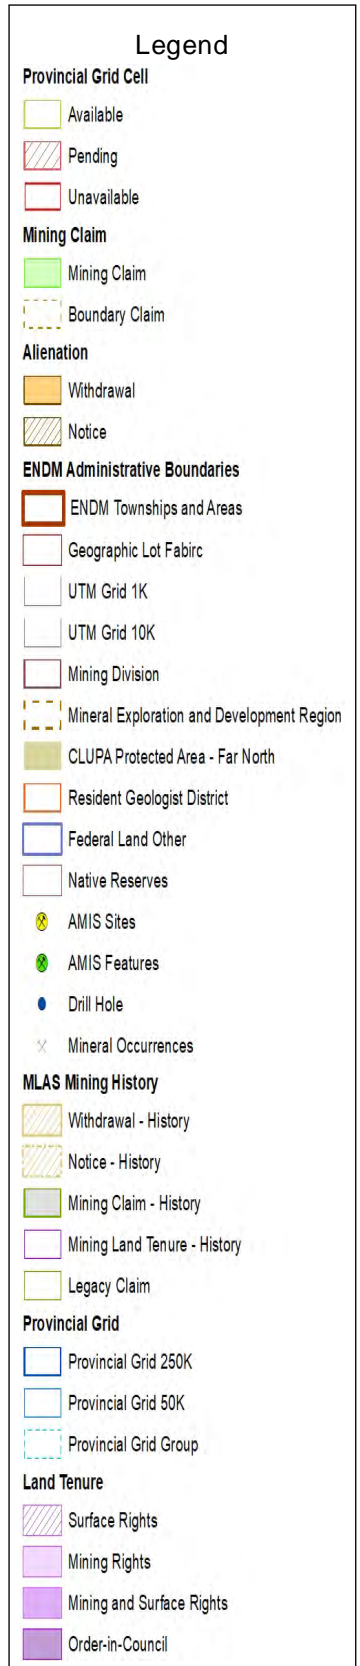 Legend
Provincial Grid Cell
Available
Pending
Unavailable
Mining Claim
Mining Claim
Boundary Claim
Alienation
Withdrawal
Notice
ENDM Administrative Boundaries
ENDM Townships and Areas
Geographic Lot Fabirc
UTM Grid 1K
UTM Grid 10K
Mining Division
Mineral Exploration and Development Region
CLUPA Protected Area - Far North
Resident Geologist District
Federal Land Other
Native Reserves
AMIS Sites
AMIS Features
Drill Hole
Mineral Occurrences
MLAS Mining History
Withdrawal - History
Notice - History
Mining Claim - History
Mining Land Tenure - History
Legacy Claim
Provincial Grid
Provincial Grid 250K
Provincial Grid 50K
Provincial Grid Group
Land Tenure
Surface Rights
Mining Rights
Mining and Surface Rights
Order-in-Council